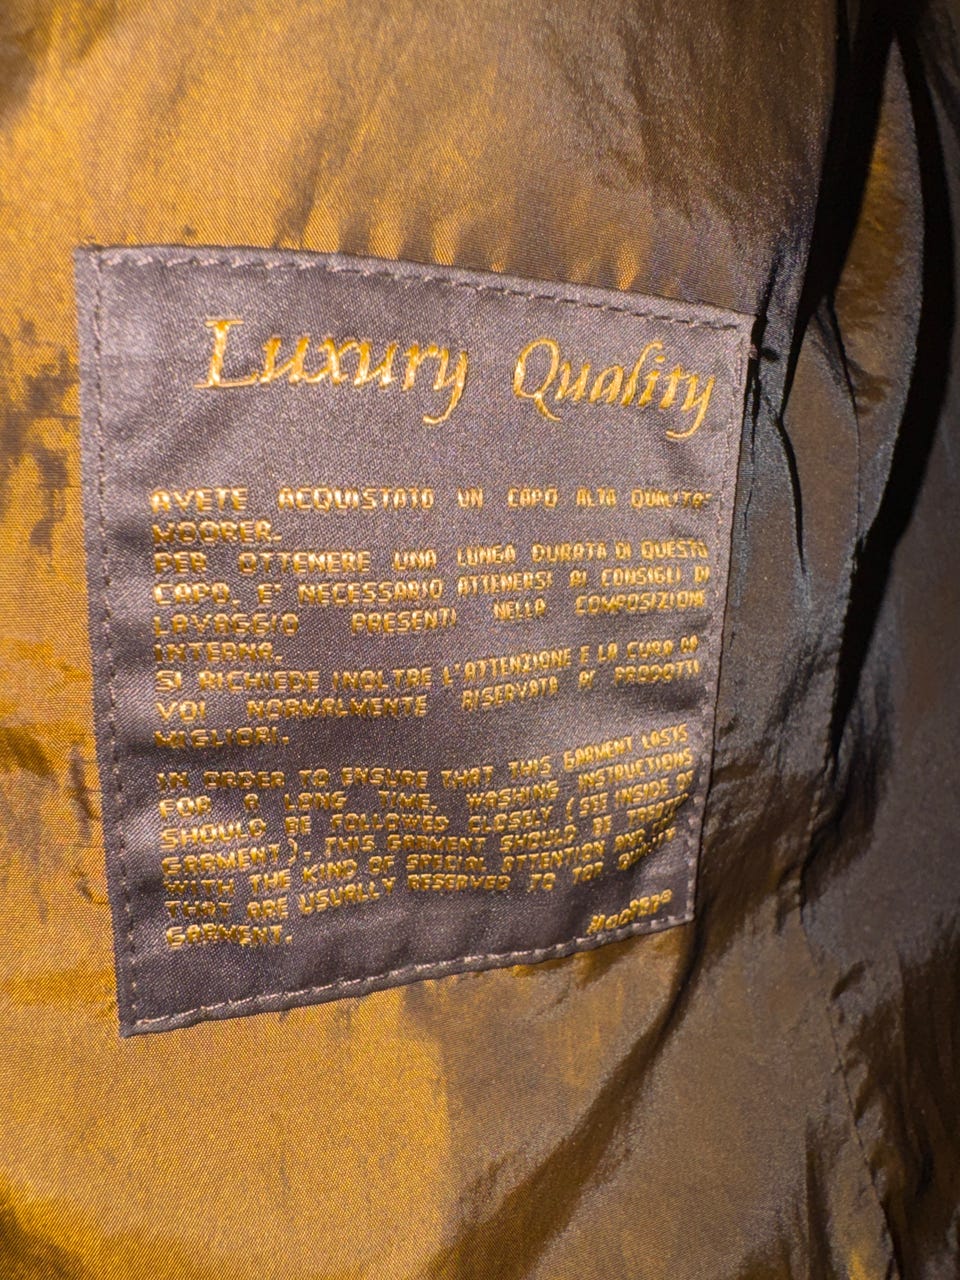 Luxury Quality
AVETE ACQUISTATO UN CAPO ALTA QUALITA'
WOOPER.
PER OTTENERE UNA LUNGA DURATA DI QUESTO
CAPO, E' NECESSARIO ATTENERSI AI CONSIGLI DI
LAVAGGIO PRESENTI NELLA COMPOSIZIONE
INTERNA.
SI RICHIEDE INOLTRE L'ATTENZIONE E LA CURA DA
VOI NORMALMENTE RISERVATA AI PRODOTTI
MIGLIORI.
IN ORDER TO ENSURE THAT THIS GARMENT LASTS
FOR A LONG TIME, WASHING INSTRUCTIONS
SHOULD BE FOLLOWED CLOSELY (SEE INSIDE OF
GARMENT), THIS GARMENT SHOULD BE TREATED
WITH THE KIND OF SPECIAL ATTENTION AND CARE
THAT ARE USUALLY RESERVED TO TOP QUALITY
GARMENT.